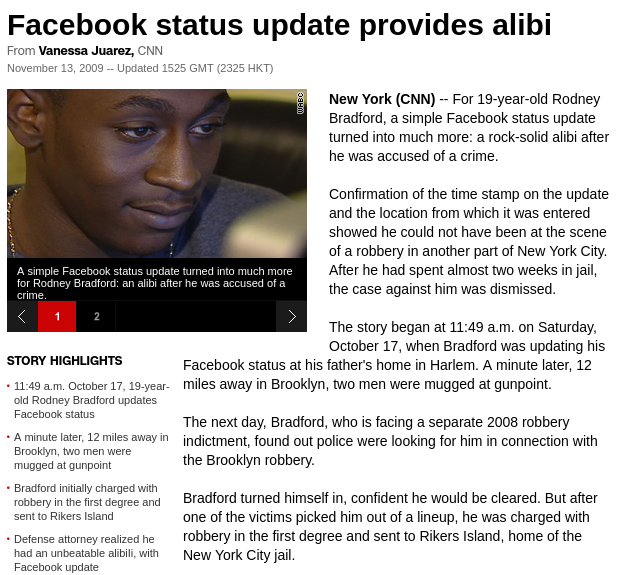 Facebook status update provides alibi
From Vanessa Juarez, CNN
November 13, 2009 -- Updated 1525 GMT (2325 HKT)
WABC
A simple Facebook status update turned into much more
for Rodney Bradford: an alibi after he was accused of a
crime.
1 2
New York (CNN) -- For 19-year-old Rodney
Bradford, a simple Facebook status update
turned into much more: a rock-solid alibi after
he was accused of a crime.
Confirmation of the time stamp on the update
and the location from which it was entered
showed he could not have been at the scene
of a robbery in another part of New York City.
After he had spent almost two weeks in jail,
the case against him was dismissed.
The story began at 11:49 a.m. on Saturday,
October 17, when Bradford was updating his
Facebook status at his father's home in Harlem. A minute later, 12
miles away in Brooklyn, two men were mugged at gunpoint.
The next day, Bradford, who is facing a separate 2008 robbery
indictment, found out police were looking for him in connection with
the Brooklyn robbery.
Bradford turned himself in, confident he would be cleared. But after
one of the victims picked him out of a lineup, he was charged with
robbery in the first degree and sent to Rikers Island, home of the
New York City jail.
STORY HIGHLIGHTS
• 11:49 a.m. October 17, 19-year-
old Rodney Bradford updates
Facebook status
• A minute later, 12 miles away in
Brooklyn, two men were
mugged at gunpoint
• Bradford initially charged with
robbery in the first degree and
sent to Rikers Island
• Defense attorney realized he
had an unbeatable alibili, with
Facebook update